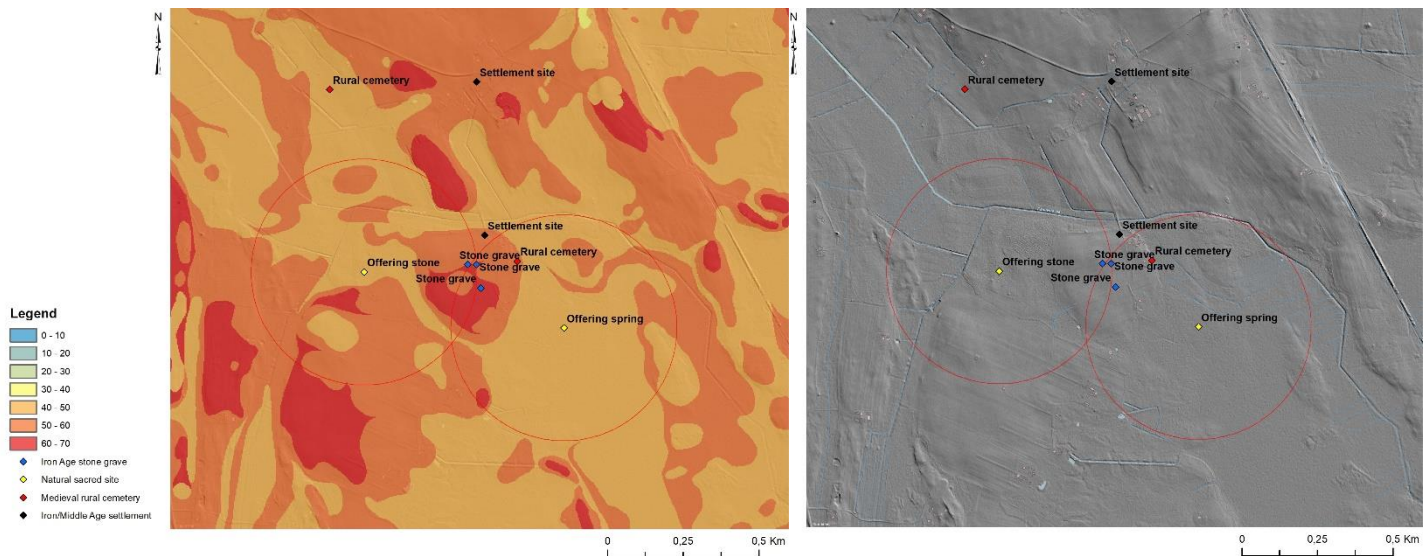 N
Rural cemetery
Settlement site
Settlement site
Stone grave
Rural cemetery
Stone grave
Offering stone
Stone grave
Offering spring
Legend
0 - 10
10 - 20
20 - 30
30 - 40
40 - 50
50 - 60
60 - 70
Iron Age stone grave
Natural sacred site
Medieval rural cemetery
Iron/Middle Age settlement
0 0,25 0,5 Km
N
Rural cemetery
Settlement site
Settlement site
Stone grave
Rural cemetery
Stone grave
Offering stone
Stone grave
Offering spring
0 0,25 0,5 Km